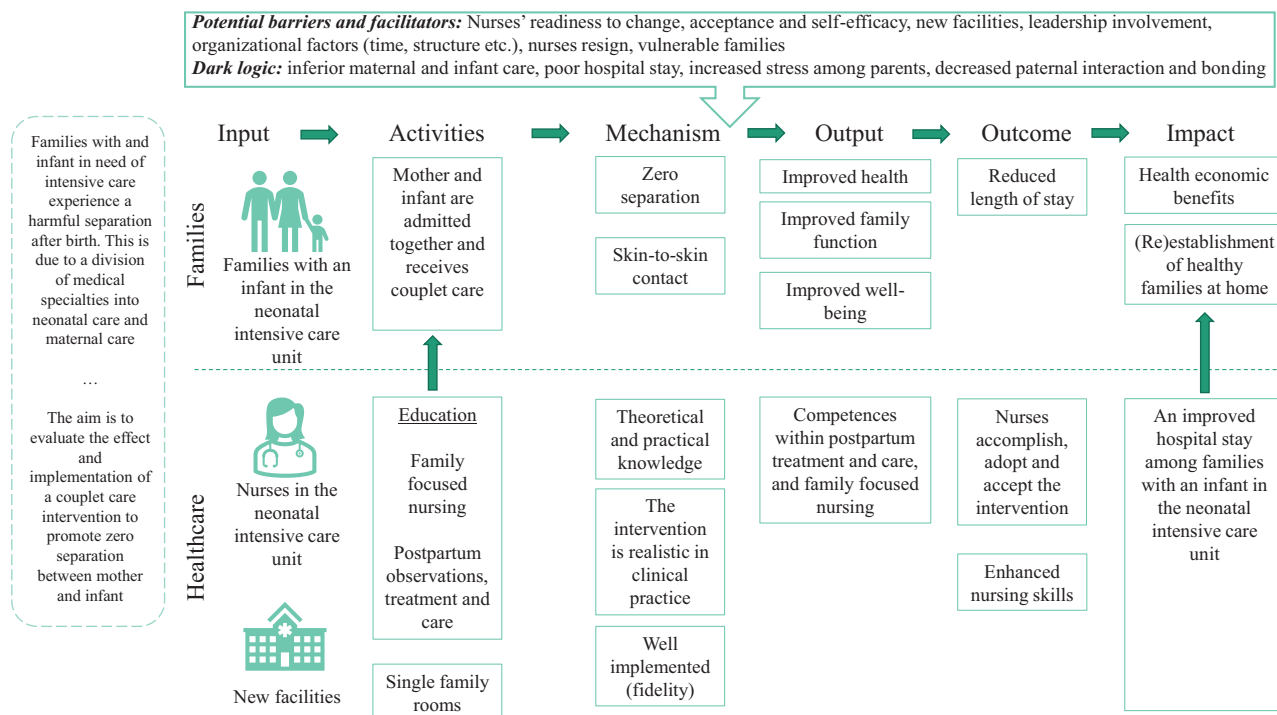 Potential barriers and facilitators: Nurses' readiness to change, acceptance and self-efficacy, new facilities, leadership involvement,
organizational factors (time, structure etc.), nurses resign, vulnerable families
Dark logic: inferior maternal and infant care, poor hospital stay, increased stress among parents, decreased paternal interaction and bonding
Families with and
infant in need of
intensive care
experience a
harmful separation
after birth. This is
due to a division
of medical
specialties into
neonatal care and
maternal care
…
The aim is to
evaluate the effect
and
implementation of
a couplet care
intervention to
promote zero
separation
between mother
and infant
Input
Activities
Mechanism
Output
Outcome
Impact
Families
Families with an
infant in the
neonatal
intensive care
unit
Mother and
infant are
admitted
together and
receives
couplet care
Zero
separation
Skin-to-skin
contact
Improved health
Improved family
function
Improved well-
being
Reduced
length of stay
Health economic
benefits
(Re)establishment
of healthy
families at home
Healthcare
Nurses in the
neonatal
intensive care
unit
New facilities
Education
Family
focused
nursing
Postpartum
observations,
treatment and
care
Single family
rooms
Theoretical
and practical
knowledge
The
intervention
is realistic in
clinical
practice
Well
implemented
(fidelity)
Competences
within postpartum
treatment and care,
and family focused
nursing
Nurses
accomplish,
adopt and
accept the
intervention
Enhanced
nursing skills
An improved
hospital stay
among families
with an infant in
the neonatal
intensive care
unit